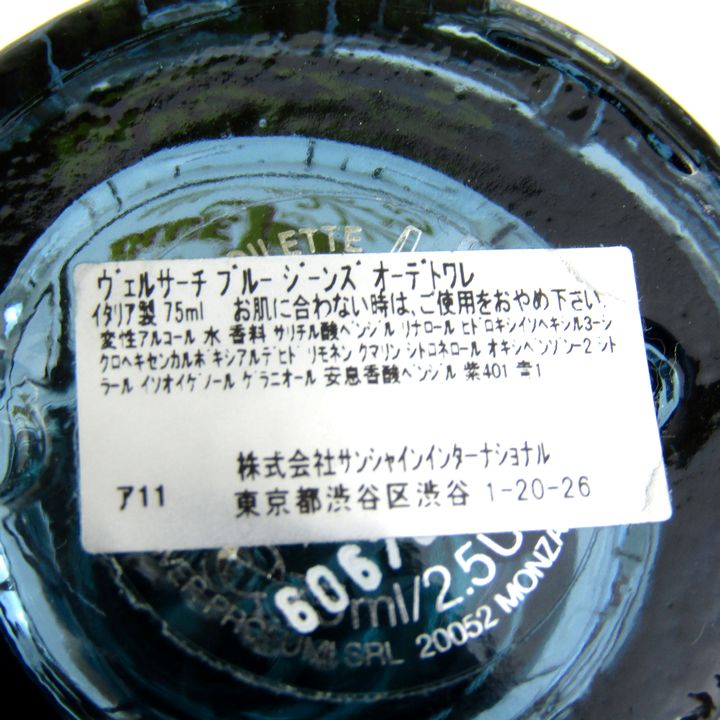 OILETTE
ヴェルサーチ ブルー ジーンズ オーデトワレ
イタリア製 75ml お肌に合わない時は、ご使用をおやめ下さい。
変性アルコール 水 香料 サリチル酸ベンジル リナロール ヒドロキシイソヘキシル3-シ
クロヘキセンカルボキシアルデヒド リモネン クマリン シトロネロール オキシベンゾン-2 シト
ラール イソオイゲノール ゲラニオール 安息香酸ベンジル 紫401 青1
株式会社サンシャインインターナショナル
ア11 東京都渋谷区渋谷 1-20-26
6067
ml/2.5U
VER.PROFUMI SRL 20052 MONZA